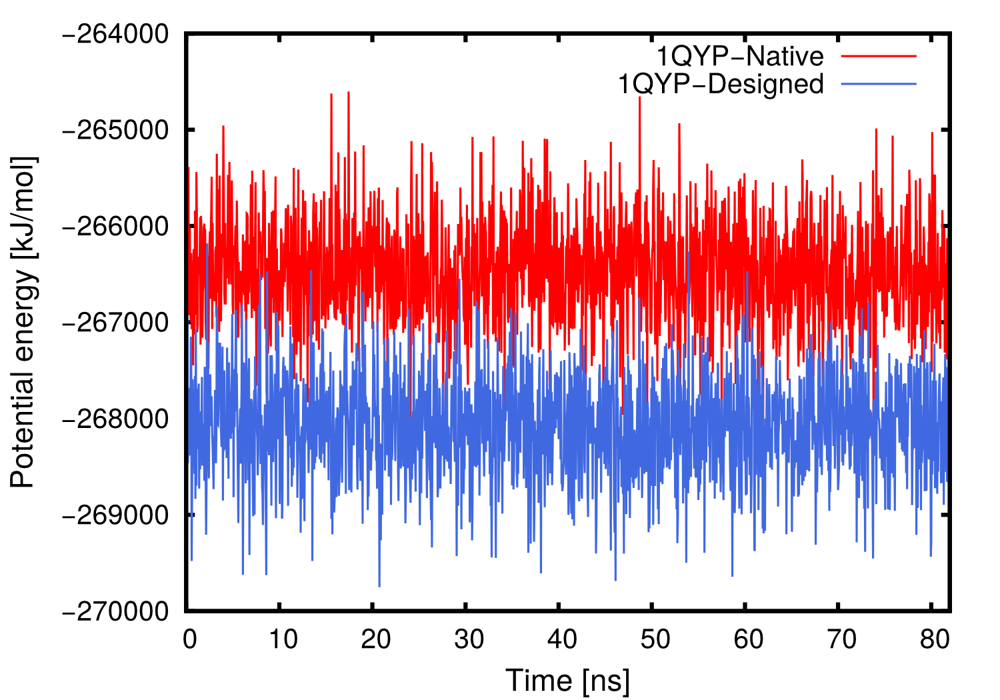 −264000
−265000
−266000
−267000
−268000
−269000
−270000
Potential energy [kJ/mol]
1QYP−Native
1QYP−Designed
0 10 20 30 40 50 60 70 80
Time [ns]